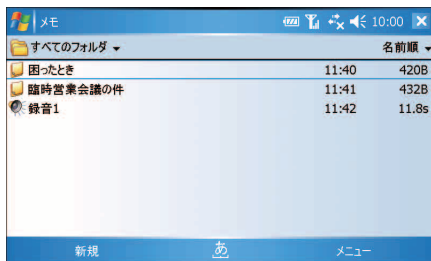 メモ 10:00
すべてのフォルダ 名前順
困ったとき 11:40 420B
臨時営業会議の件 11:41 432B
録音1 11:42 11.8s
新規 あ メニュー